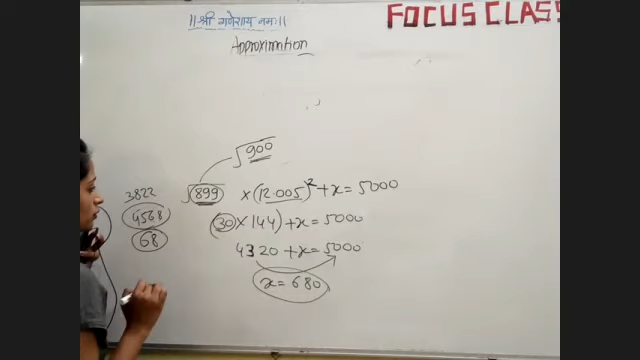 ||श्री गणेशाय नमः||
FOCUS CLASS
Approximation
√900
√899 × (12.005)² + x = 5000
(30 × 144) + x = 5000
4320 + x = 5000
x = 680
3822
4568
68